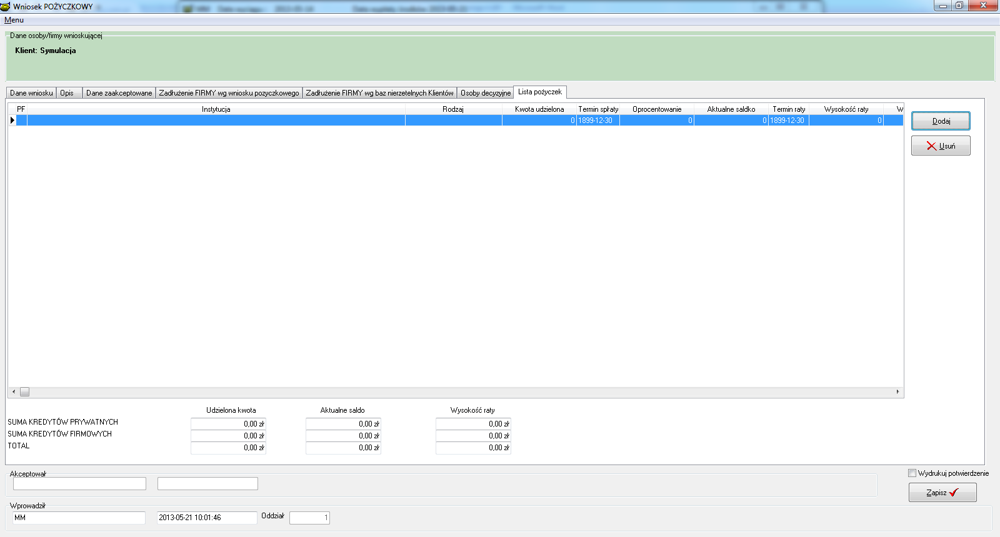 Wniosek POŻYCZKOWY
Menu
Dane osoby/firmy wnioskującej
Klient: Symulacja
Dane wniosku Opis Dane zaakceptowane Zadłużenie FIRMY wg wniosku pozyczkowego Zadłużenie FIRMY wg baz nierzetelnych Klientów Osoby decyzyjne Lista pożyczek
PF Instytucja Rodzaj Kwota udzielona Termin spłaty Oprocentowanie Aktualne saldko Termin raty Wysokość raty W
0 1899-12-30 0 0 1899-12-30 0
Dodaj
Usuń
Udzielona kwota Aktualne saldo Wysokość raty
SUMA KREDYTÓW PRYWATNYCH 0,00 zł 0,00 zł 0,00 zł
SUMA KREDYTÓW FIRMOWYCH 0,00 zł 0,00 zł 0,00 zł
TOTAL 0,00 zł 0,00 zł 0,00 zł
Akceptował
Wydrukuj potwierdzenie
Zapisz
Wprowadził
MM 2013-05-21 10:01:46 Oddział 1